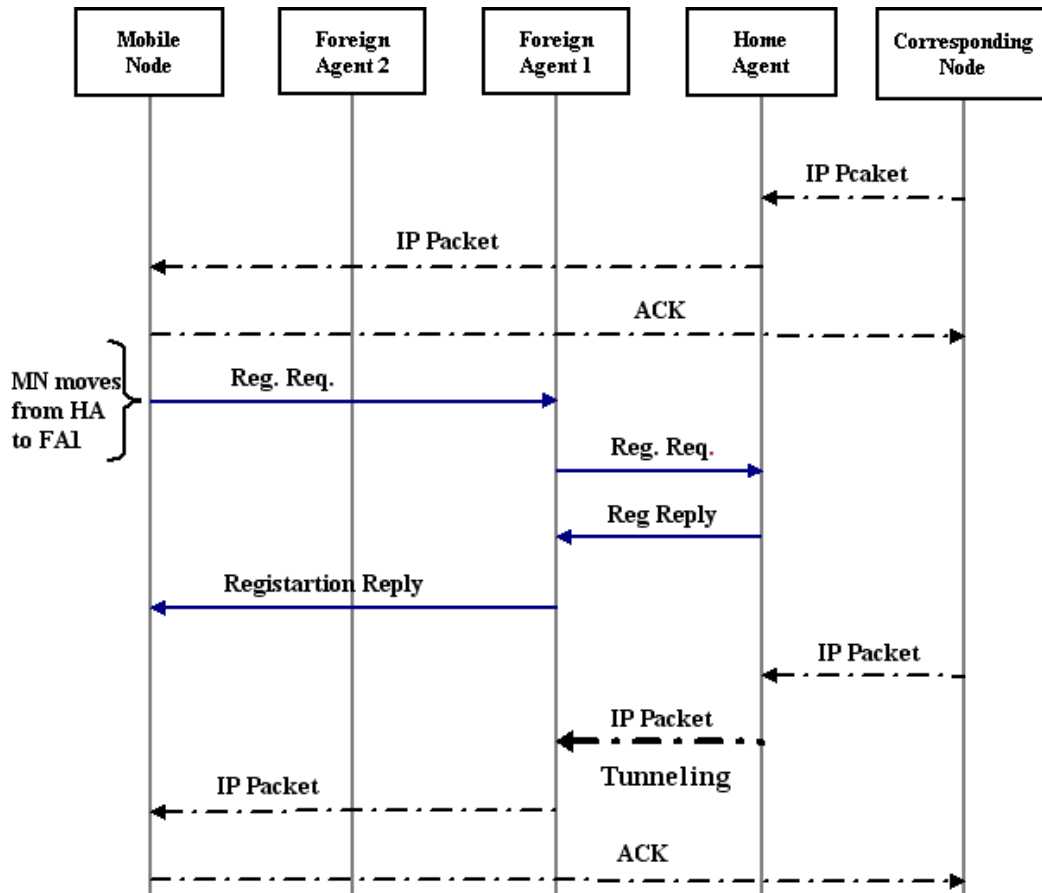 Mobile
Node
Foreign
Agent 2
Foreign
Agent 1
Home
Agent
Corresponding
Node
IP Pcaket
IP Packet
ACK
MN moves
from HA
to FA1
Reg. Req.
Reg. Req.
Reg Reply
Registartion Reply
IP Packet
IP Packet
Tunneling
IP Packet
ACK